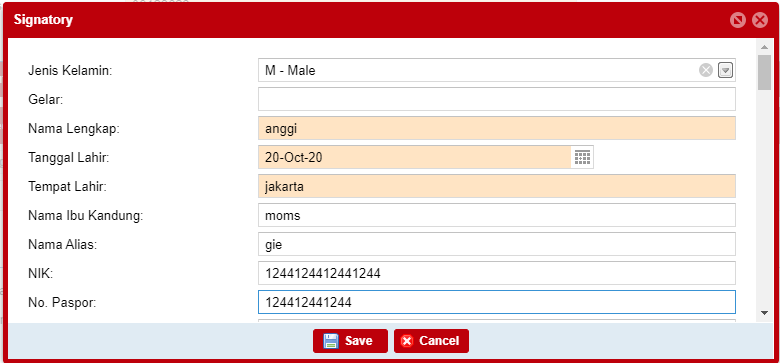 Signatory
Jenis Kelamin: M - Male
Gelar:
Nama Lengkap: anggi
Tanggal Lahir: 20-Oct-20
Tempat Lahir: jakarta
Nama Ibu Kandung: moms
Nama Alias: gie
NIK: 1244124412441244
No. Paspor: 124412441244
Save Cancel